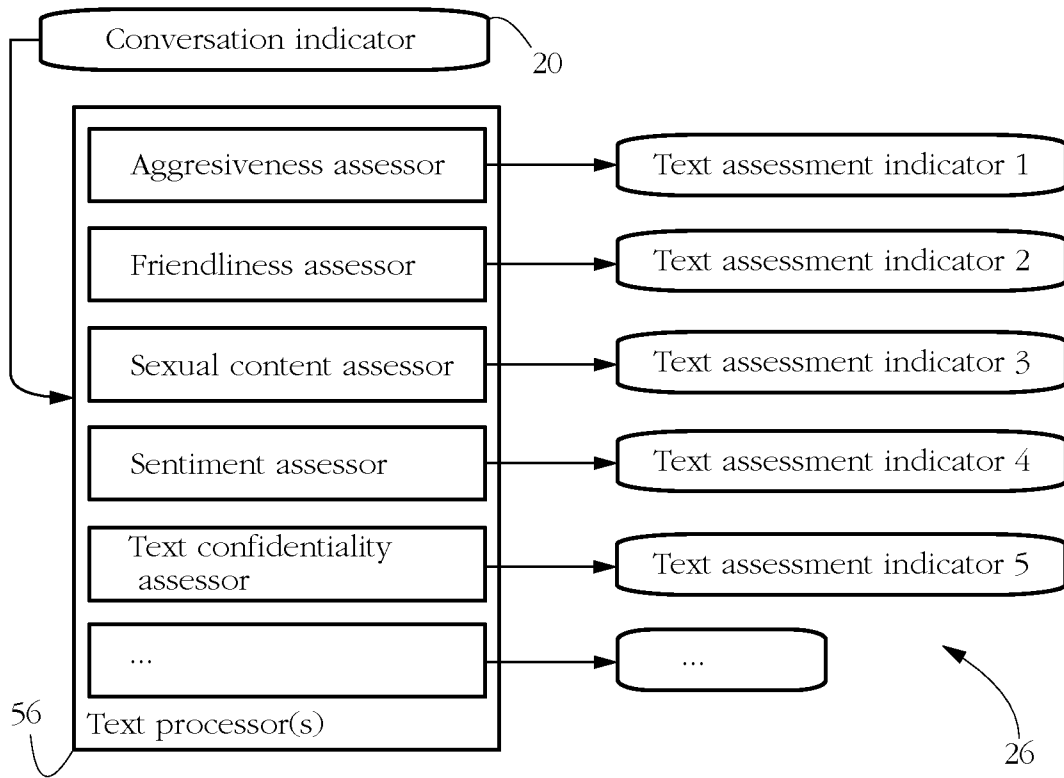 Conversation indicator
20
Aggresiveness assessor
Text assessment indicator 1
Friendliness assessor
Text assessment indicator 2
Sexual content assessor
Text assessment indicator 3
Sentiment assessor
Text assessment indicator 4
Text confidentiality
assessor
Text assessment indicator 5
...
...
56
Text processor(s)
26